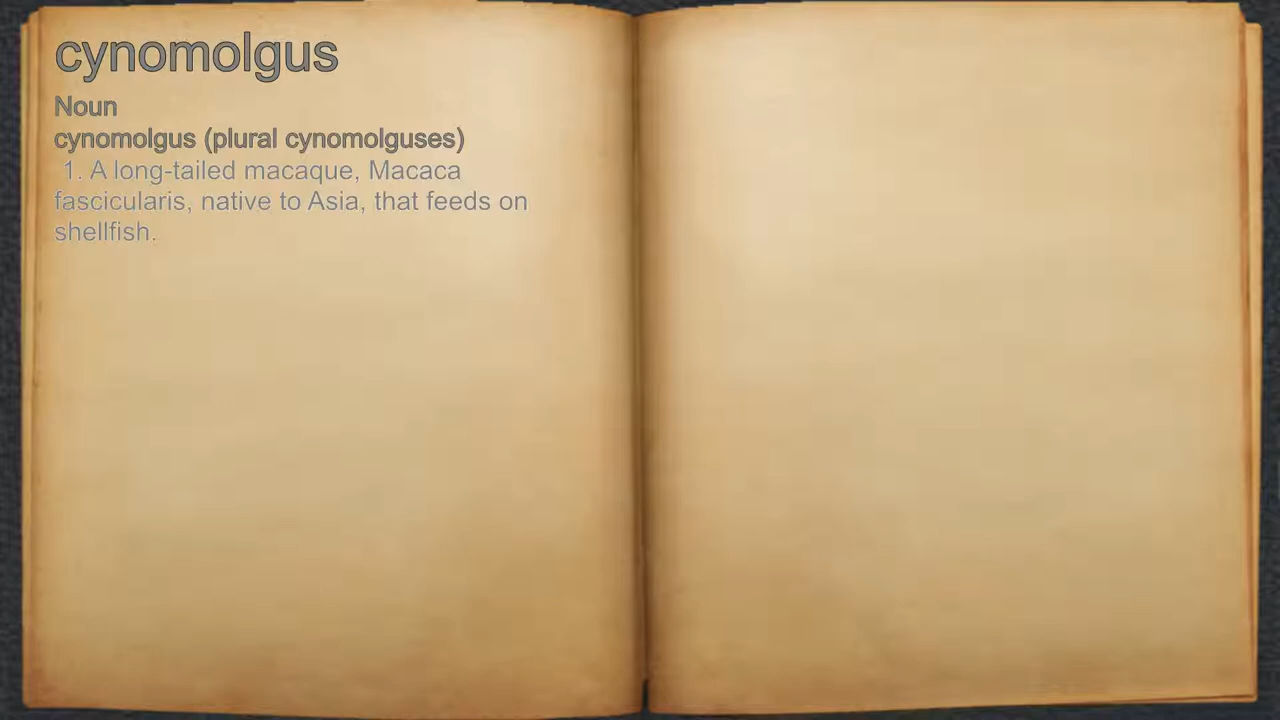 cynomolgus
Noun
cynomolgus (plural cynomolguses)
1. A long-tailed macaque, Macaca
fascicularis, native to Asia, that feeds on
shellfish.